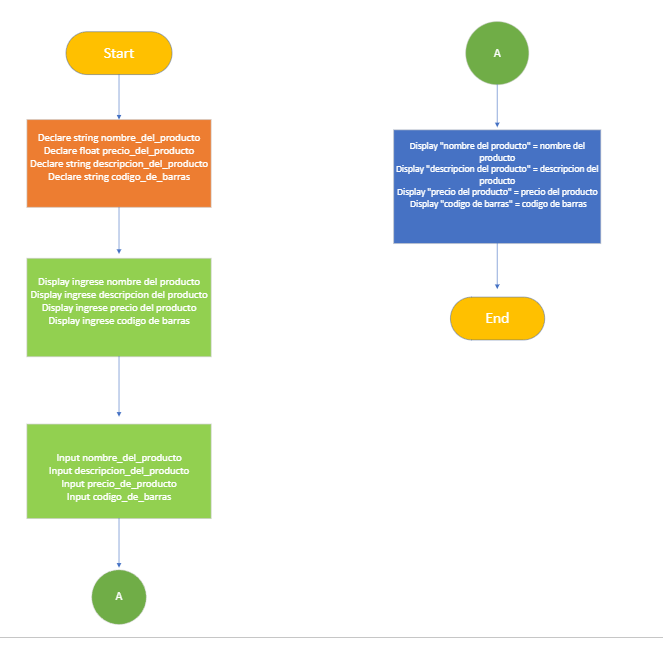 Start
Declare string nombre_del_producto
Declare float precio_del_producto
Declare string descripcion_del_producto
Declare string codigo_de_barras
Display ingrese nombre del producto
Display ingrese descripcion del producto
Display ingrese precio del producto
Display ingrese codigo de barras
Input nombre_del_producto
Input descripcion_del_producto
Input precio_de_producto
Input codigo_de_barras
A
A
Display "nombre del producto" = nombre del
producto
Display "descripcion del producto" = descripcion del
producto
Display "precio del producto" = precio del producto
Display "codigo de barras" = codigo de barras
End